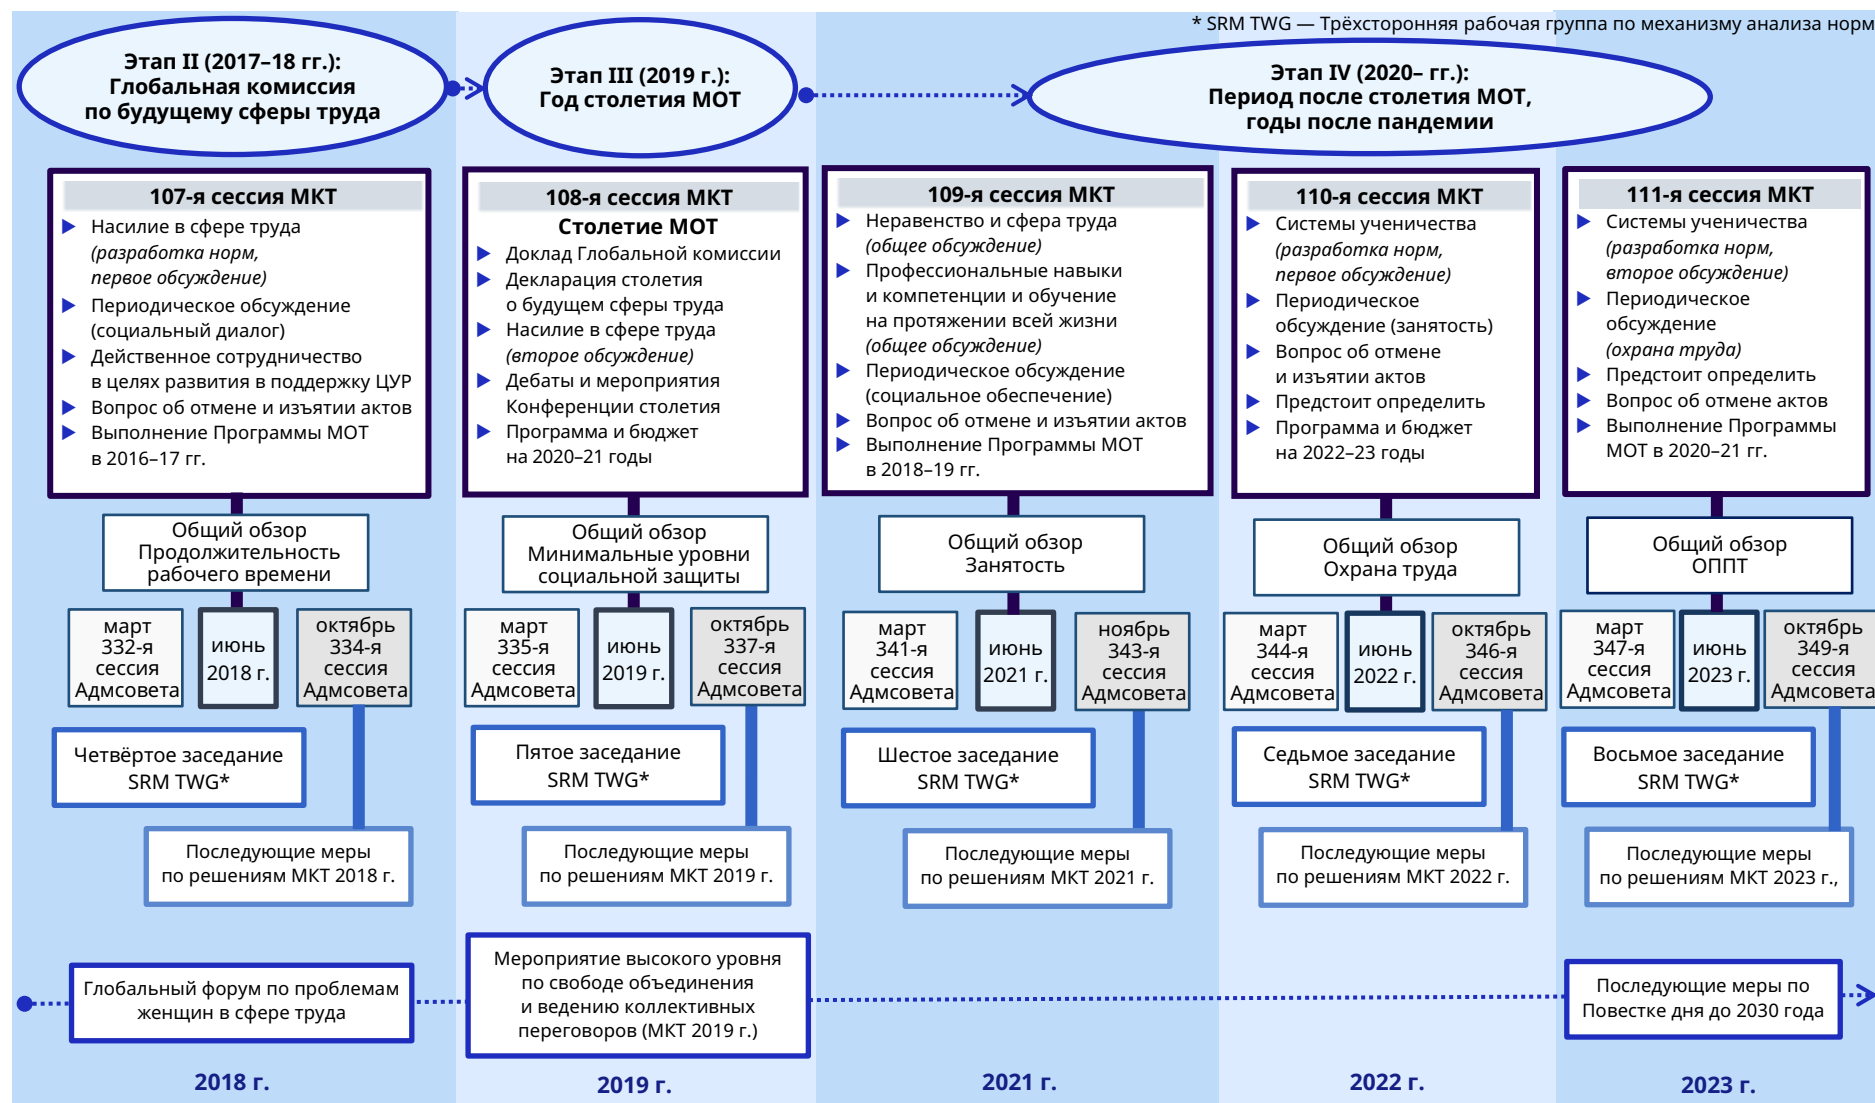 * SRM TWG — Трёхсторонняя рабочая группа по механизму анализа норм
Этап II (2017–18 гг.):
Глобальная комиссия
по будущему сферы труда
Этап III (2019 г.):
Год столетия МОТ
Этап IV (2020– гг.):
Период после столетия МОТ,
годы после пандемии
107-я сессия МКТ
Насилие в сфере труда
(разработка норм,
первое обсуждение)
Периодическое обсуждение
(социальный диалог)
Действенное сотрудничество
в целях развития в поддержку ЦУР
Вопрос об отмене и изъятии актов
Выполнение Программы МОТ
в 2016–17 гг.
Общий обзор
Продолжительность
рабочего времени
март
332-я
сессия
Адмсовета
июнь
2018 г.
октябрь
334-я
сессия
Адмсовета
Четвёртое заседание
SRM TWG*
Последующие меры
по решениям МКТ 2018 г.
Глобальный форум по проблемам
женщин в сфере труда
2018 г.
108-я сессия МКТ
Столетие МОТ
Доклад Глобальной комиссии
Декларация столетия
о будущем сферы труда
Насилие в сфере труда
(второе обсуждение)
Дебаты и мероприятия
Конференции столетия
Программа и бюджет
на 2020–21 годы
Общий обзор
Минимальные уровни
социальной защиты
март
335-я
сессия
Адмсовета
июнь
2019 г.
октябрь
337-я
сессия
Адмсовета
Пятое заседание
SRM TWG*
Последующие меры
по решениям МКТ 2019 г.
Мероприятие высокого уровня
по свободе объединения
и ведению коллективных
переговоров (МКТ 2019 г.)
2019 г.
109-я сессия МКТ
Неравенство и сфера труда
(общее обсуждение)
Профессиональные навыки
и компетенции и обучение
на протяжении всей жизни
(общее обсуждение)
Периодическое обсуждение
(социальное обеспечение)
Вопрос об отмене и изъятии актов
Выполнение Программы МОТ
в 2018–19 гг.
Общий обзор
Занятость
март
341-я
сессия
Адмсовета
июнь
2021 г.
ноябрь
343-я
сессия
Адмсовета
Шестое заседание
SRM TWG*
Последующие меры
по решениям МКТ 2021 г.
2021 г.
110-я сессия МКТ
Системы ученичества
(разработка норм,
первое обсуждение)
Периодическое
обсуждение (занятость)
Вопрос об отмене
и изъятии актов
Предстоит определить
Программа и бюджет
на 2022–23 годы
Общий обзор
Охрана труда
март
344-я
сессия
Адмсовета
июнь
2022 г.
октябрь
346-я
сессия
Адмсовета
Седьмое заседание
SRM TWG*
Последующие меры
по решениям МКТ 2022 г.
2022 г.
111-я сессия МКТ
Системы ученичества
(разработка норм,
второе обсуждение)
Периодическое
обсуждение
(охрана труда)
Предстоит определить
Вопрос об отмене актов
Выполнение Программы
МОТ в 2020–21 гг.
Общий обзор
ОППТ
март
347-я
сессия
Адмсовета
июнь
2023 г.
октябрь
349-я
сессия
Адмсовета
Восьмое заседание
SRM TWG*
Последующие меры
по решениям МКТ 2023 г.,
Последующие меры по
Повестке дня до 2030 года
2023 г.